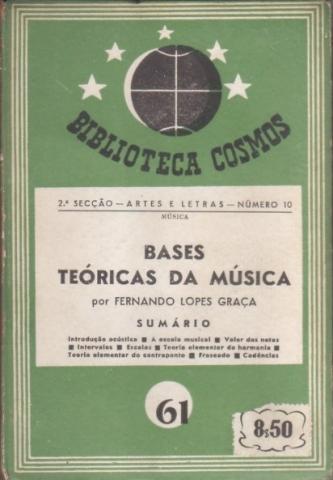 BIBLIOTECA COSMOS
2.ª SECÇÃO — ARTES E LETRAS — NÚMERO 10
MÚSICA
BASES
TEÓRICAS DA MÚSICA
por FERNANDO LOPES GRAÇA
SUMÁRIO
Introdução acústica ■ A escala musical ■ Valor das notas
■ Intervalos ■ Escalas ■ Teoria elementar da harmonia ■
Teoria elementar do contraponto ■ Fraseado ■ Cadências
61
8$50